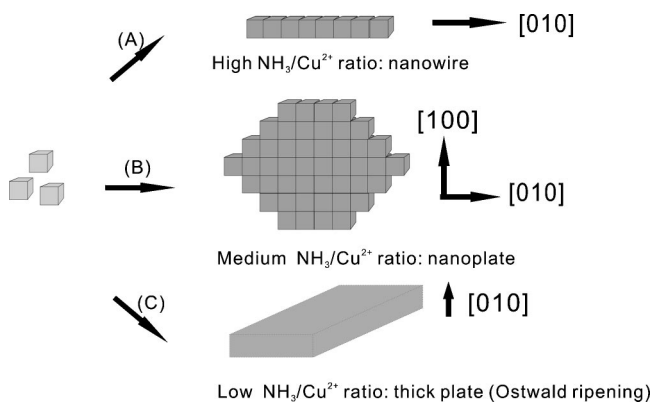 (A)
[010]
High NH₃/Cu²⁺ ratio: nanowire
(B)
[100]
[010]
Medium NH₃/Cu²⁺ ratio: nanoplate
(C)
[010]
Low NH₃/Cu²⁺ ratio: thick plate (Ostwald ripening)